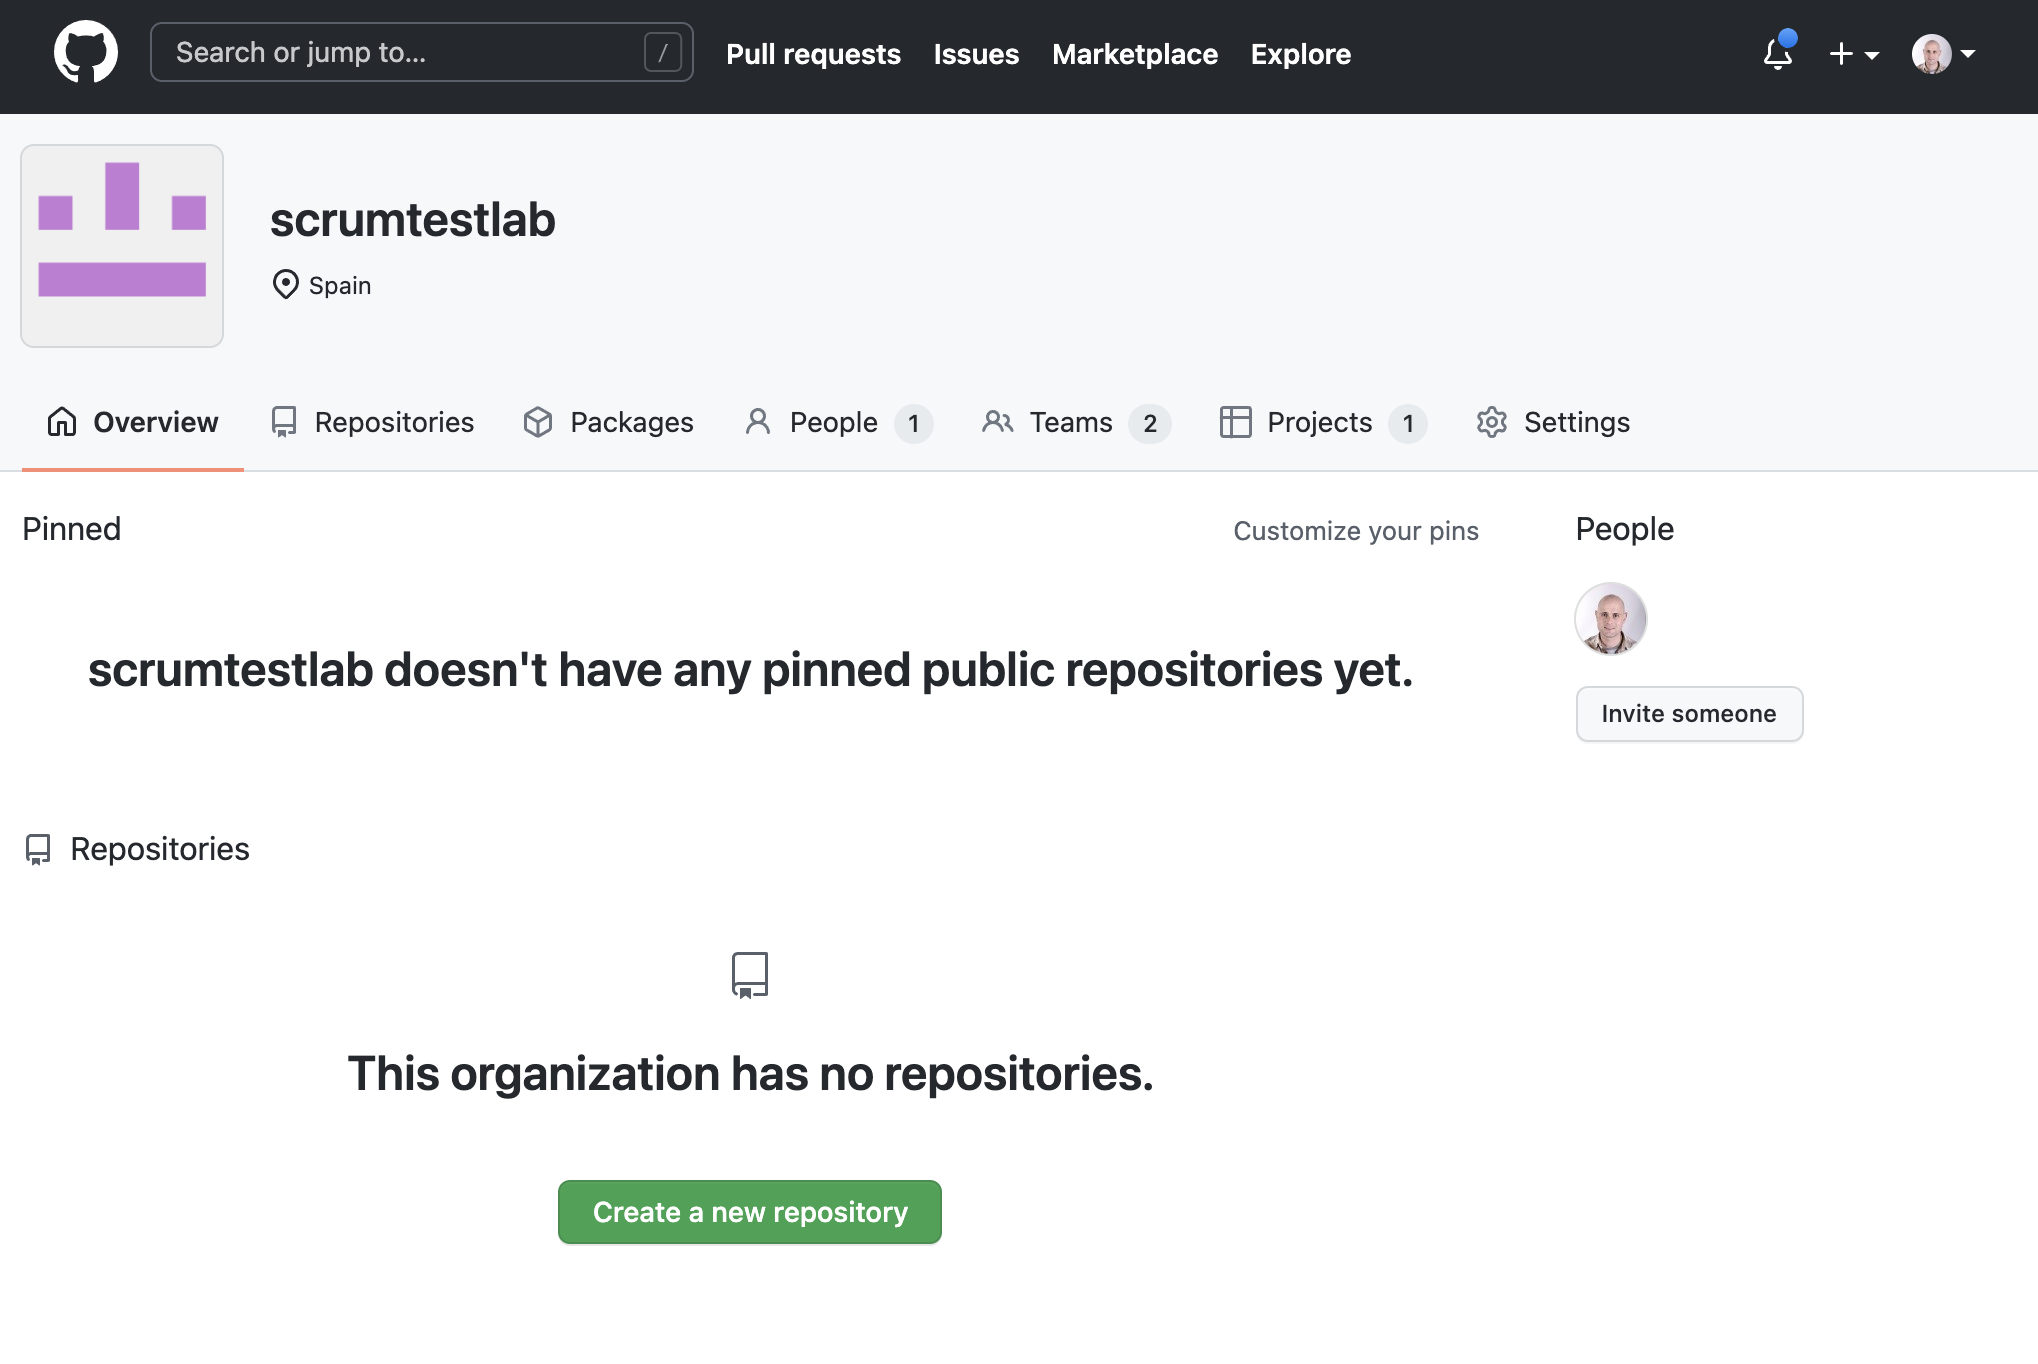 Search or jump to... /
Pull requests Issues Marketplace Explore
scrumtestlab
Spain
Overview Repositories Packages People 1 Teams 2 Projects 1 Settings
Pinned Customize your pins People
scrumtestlab doesn't have any pinned public repositories yet.
Invite someone
Repositories
This organization has no repositories.
Create a new repository